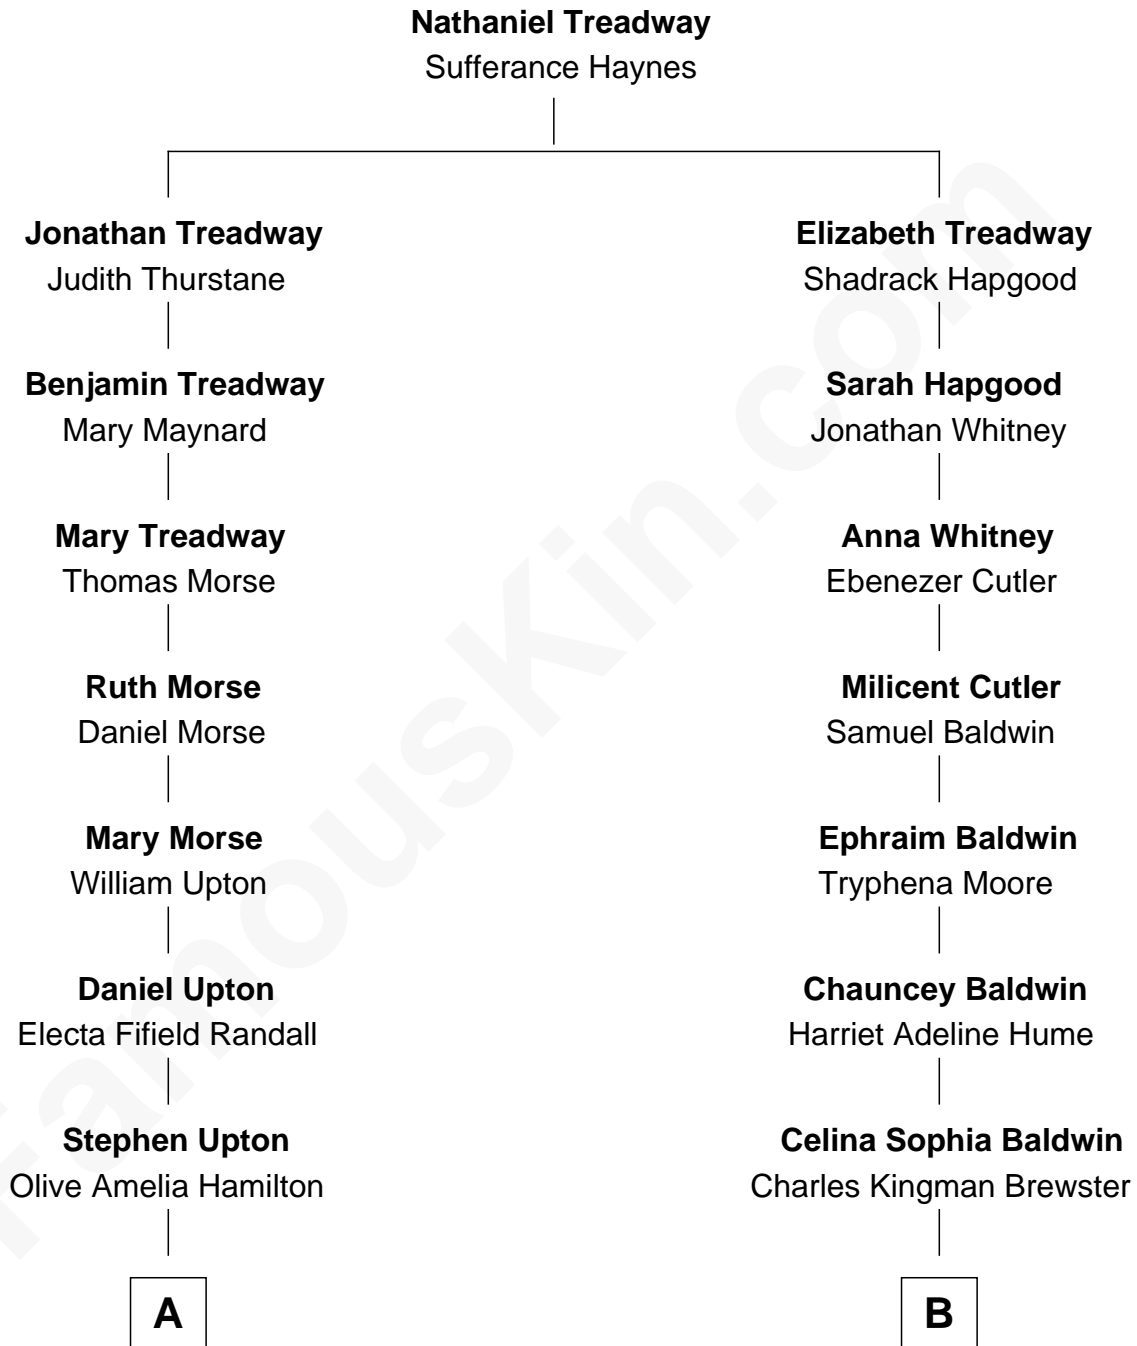 Nathaniel Treadway
Sufferance Haynes
Jonathan Treadway
Judith Thurstane
Elizabeth Treadway
Shadrack Hapgood
Benjamin Treadway
Mary Maynard
Sarah Hapgood
Jonathan Whitney
Mary Treadway
Thomas Morse
Anna Whitney
Ebenezer Cutler
Ruth Morse
Daniel Morse
Milicent Cutler
Samuel Baldwin
Mary Morse
William Upton
Ephraim Baldwin
Tryphena Moore
Daniel Upton
Electa Fifield Randall
Chauncey Baldwin
Harriet Adeline Hume
Stephen Upton
Olive Amelia Hamilton
Celina Sophia Baldwin
Charles Kingman Brewster
A
B
FamousKin.com